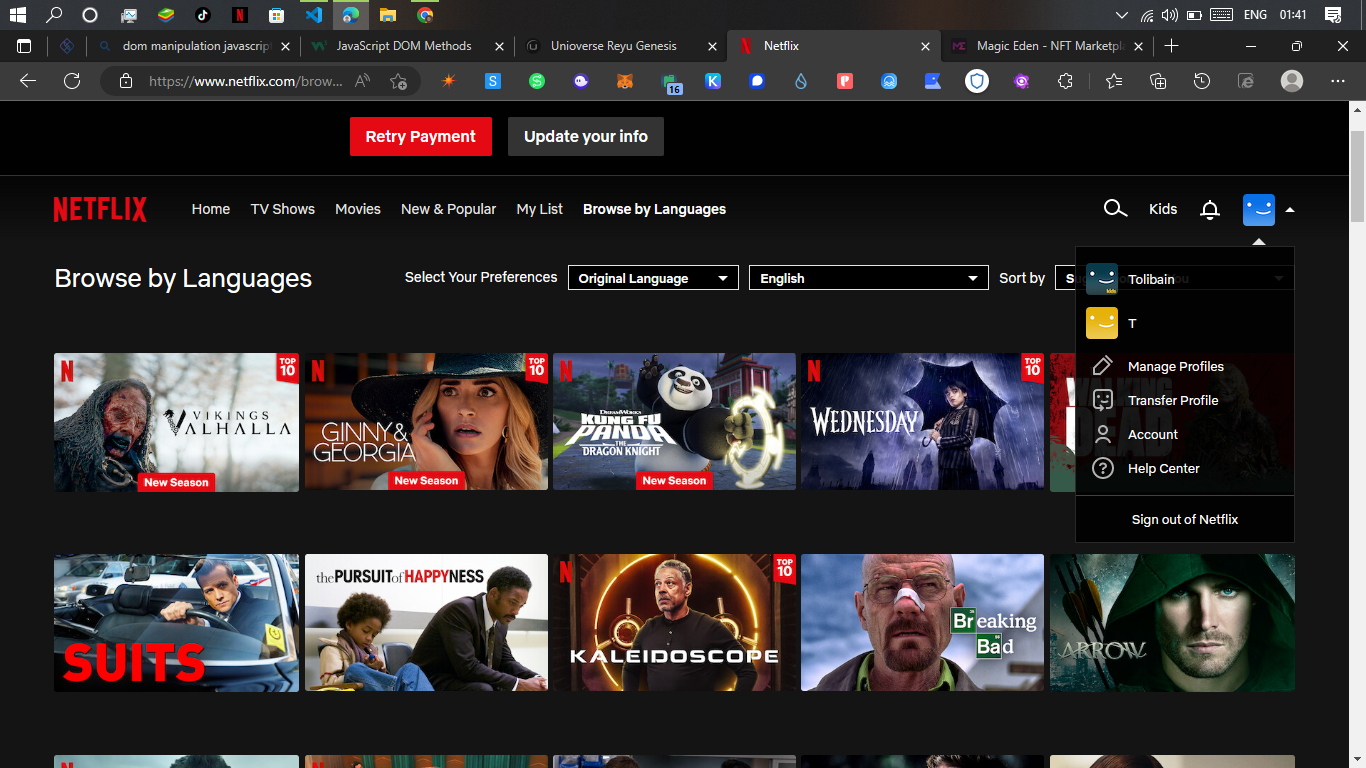 ENG
01:41
dom manipulation javascrip
JavaScript DOM Methods
Unioverse Reyu Genesis
Netflix
Magic Eden - NFT Marketpla
https://www.netflix.com/brow...
16
Retry Payment
Update your info
NETFLIX
Home
TV Shows
Movies
New & Popular
My List
Browse by Languages
Kids
Browse by Languages
Select Your Preferences
Original Language
English
Sort by
Tolibain
T
Manage Profiles
Transfer Profile
Account
Help Center
Sign out of Netflix
N
TOP
10
VIKINGS
VALHALLA
New Season
N
TOP
10
GINNY&
GEORGIA
New Season
N
DREAMWORKS
KUNG FU
PANDA
THE
DRAGON KNIGHT
New Season
N
TOP
10
WEDNESDAY
WALKING
DEAD
SUITS
the PURSUIT of HAPPYNESS
N
TOP
10
KALEIDOSCOPE
Breaking
Bad
ARROW